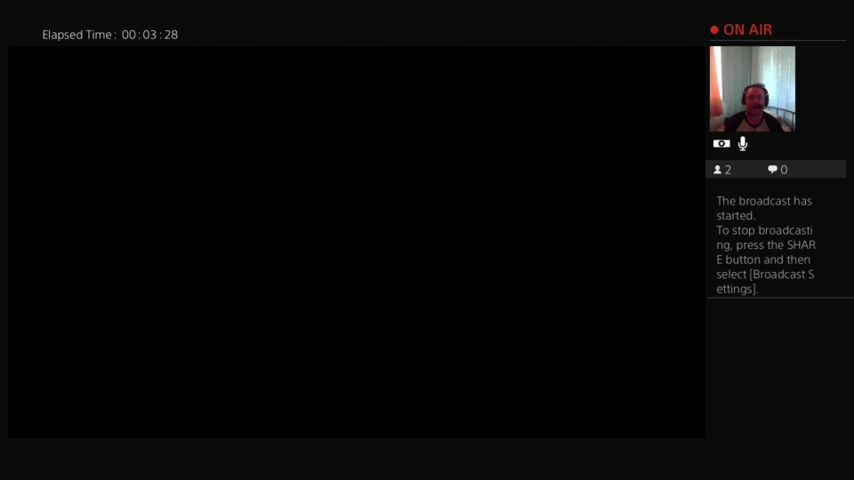 Elapsed Time: 00:03:28
ON AIR
2
0
The broadcast has
started.
To stop broadcasti
ng, press the SHAR
E button and then
select [Broadcast S
ettings].